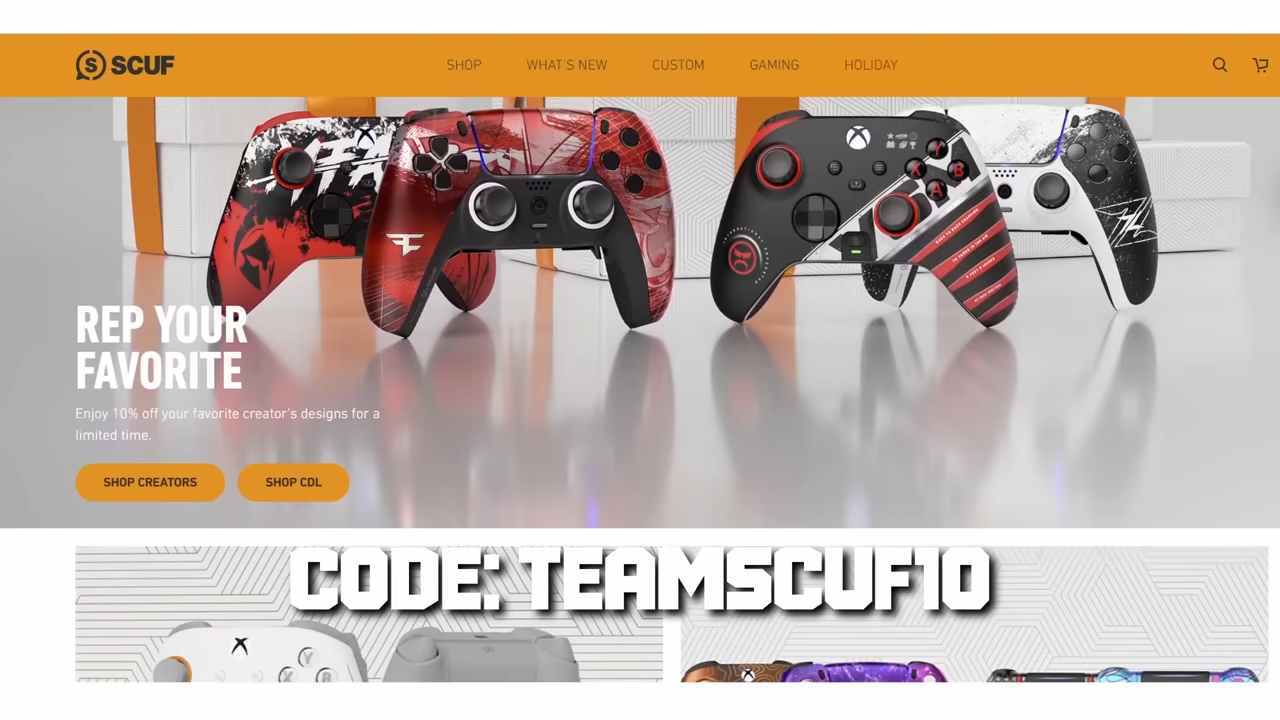 SCUF
SHOP WHAT'S NEW CUSTOM GAMING HOLIDAY
REP YOUR
FAVORITE
Enjoy 10% off your favorite creator's designs for a
limited time.
SHOP CREATORS SHOP CDL
CODE: TEAMSCUF10